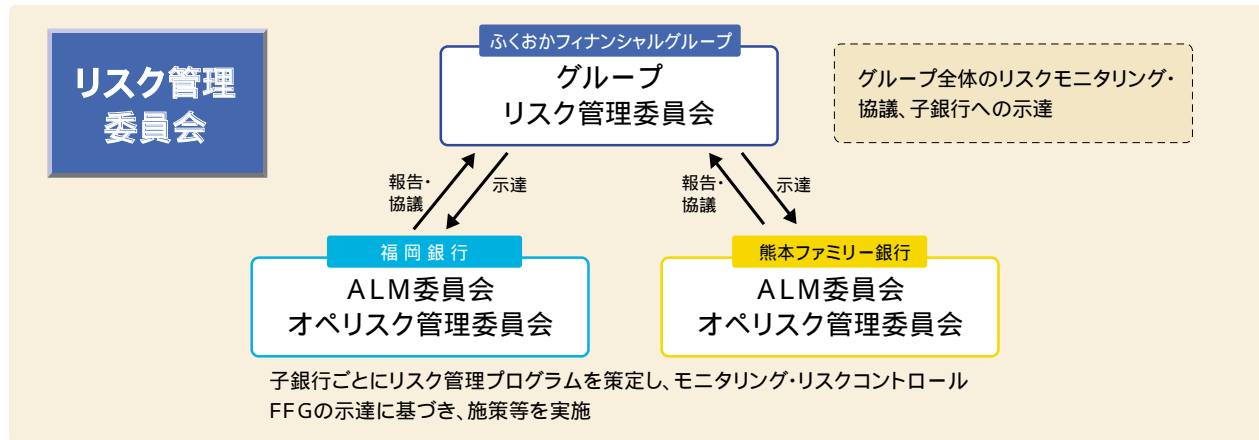 リスク管理
委員会
ふくおかフィナンシャルグループ
グループ
リスク管理委員会
グループ全体のリスクモニタリング・
協議、子銀行への示達
報告・
協議
示達
報告・
協議
示達
福岡銀行
ALM委員会
オペリスク管理委員会
熊本ファミリー銀行
ALM委員会
オペリスク管理委員会
子銀行ごとにリスク管理プログラムを策定し、モニタリング・リスクコントロール
FFGの示達に基づき、施策等を実施